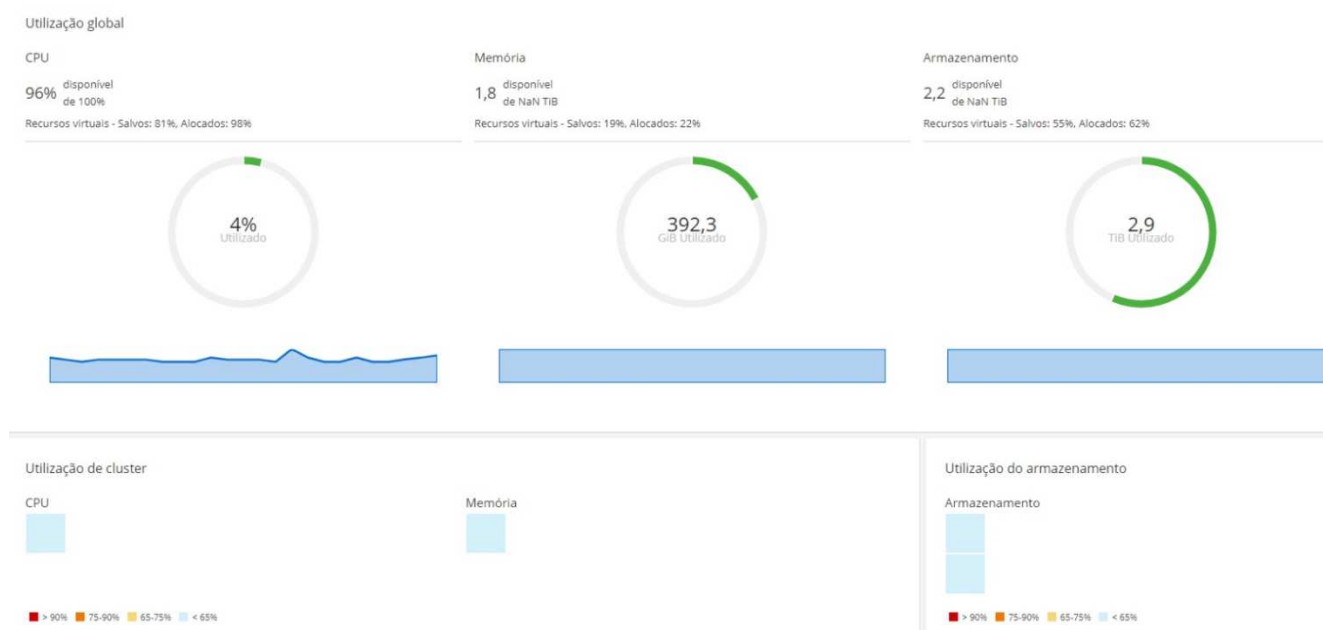 Utilização global
CPU
96% disponível
de 100%
Recursos virtuais - Salvos: 81%, Alocados: 98%
4%
Utilizado
Memória
1,8 disponível
de NaN TiB
Recursos virtuais - Salvos: 19%, Alocados: 22%
392,3
GiB Utilizado
Armazenamento
2,2 disponível
de NaN TiB
Recursos virtuais - Salvos: 55%, Alocados: 62%
2,9
TiB Utilizado
Utilização de cluster
CPU
Memória
> 90% 75-90% 65-75% < 65%
Utilização do armazenamento
Armazenamento
> 90% 75-90% 65-75% < 65%